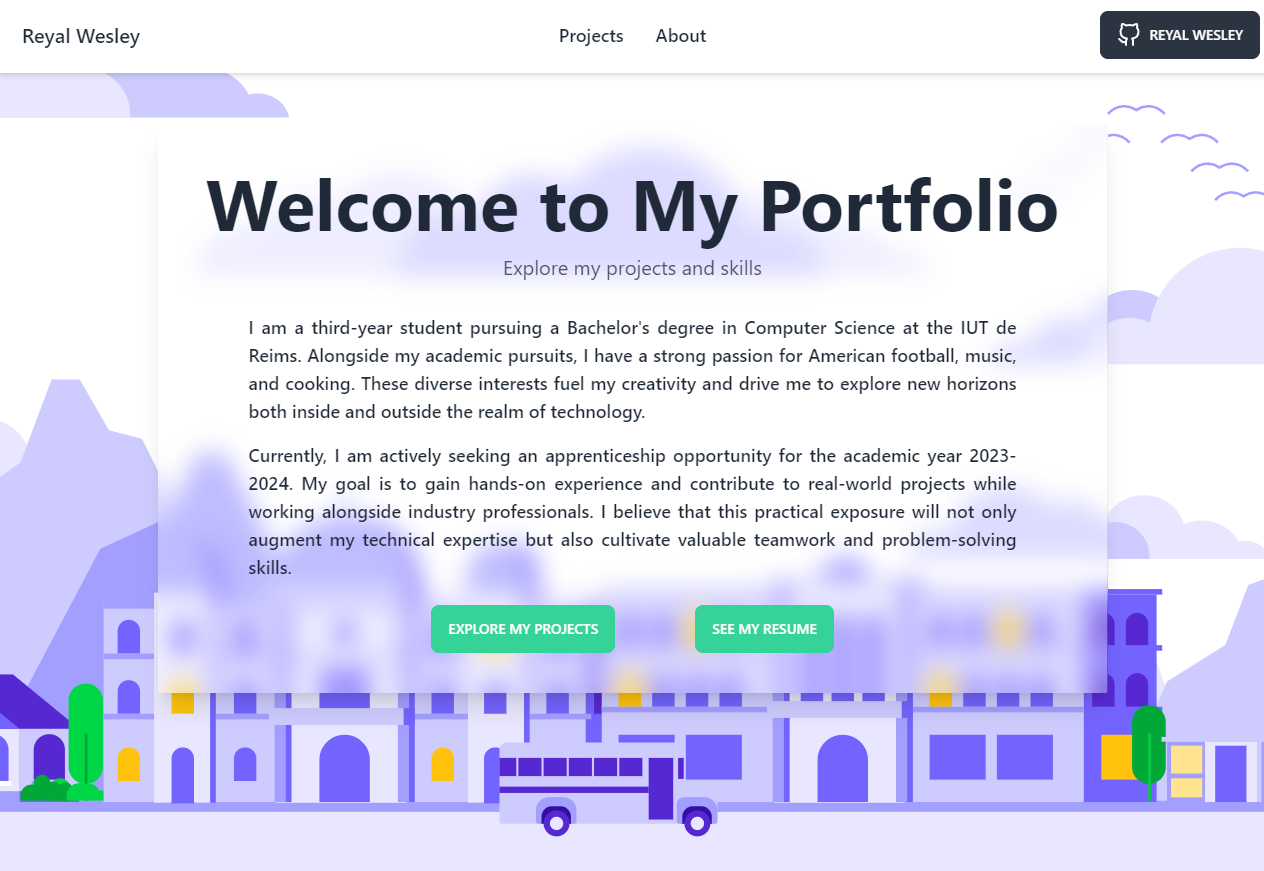 Reyal Wesley
Projects
About
REYAL WESLEY
Welcome to My Portfolio
Explore my projects and skills
I am a third-year student pursuing a Bachelor's degree in Computer Science at the IUT de
Reims. Alongside my academic pursuits, I have a strong passion for American football, music,
and cooking. These diverse interests fuel my creativity and drive me to explore new horizons
both inside and outside the realm of technology.
Currently, I am actively seeking an apprenticeship opportunity for the academic year 2023-
2024. My goal is to gain hands-on experience and contribute to real-world projects while
working alongside industry professionals. I believe that this practical exposure will not only
augment my technical expertise but also cultivate valuable teamwork and problem-solving
skills.
EXPLORE MY PROJECTS
SEE MY RESUME